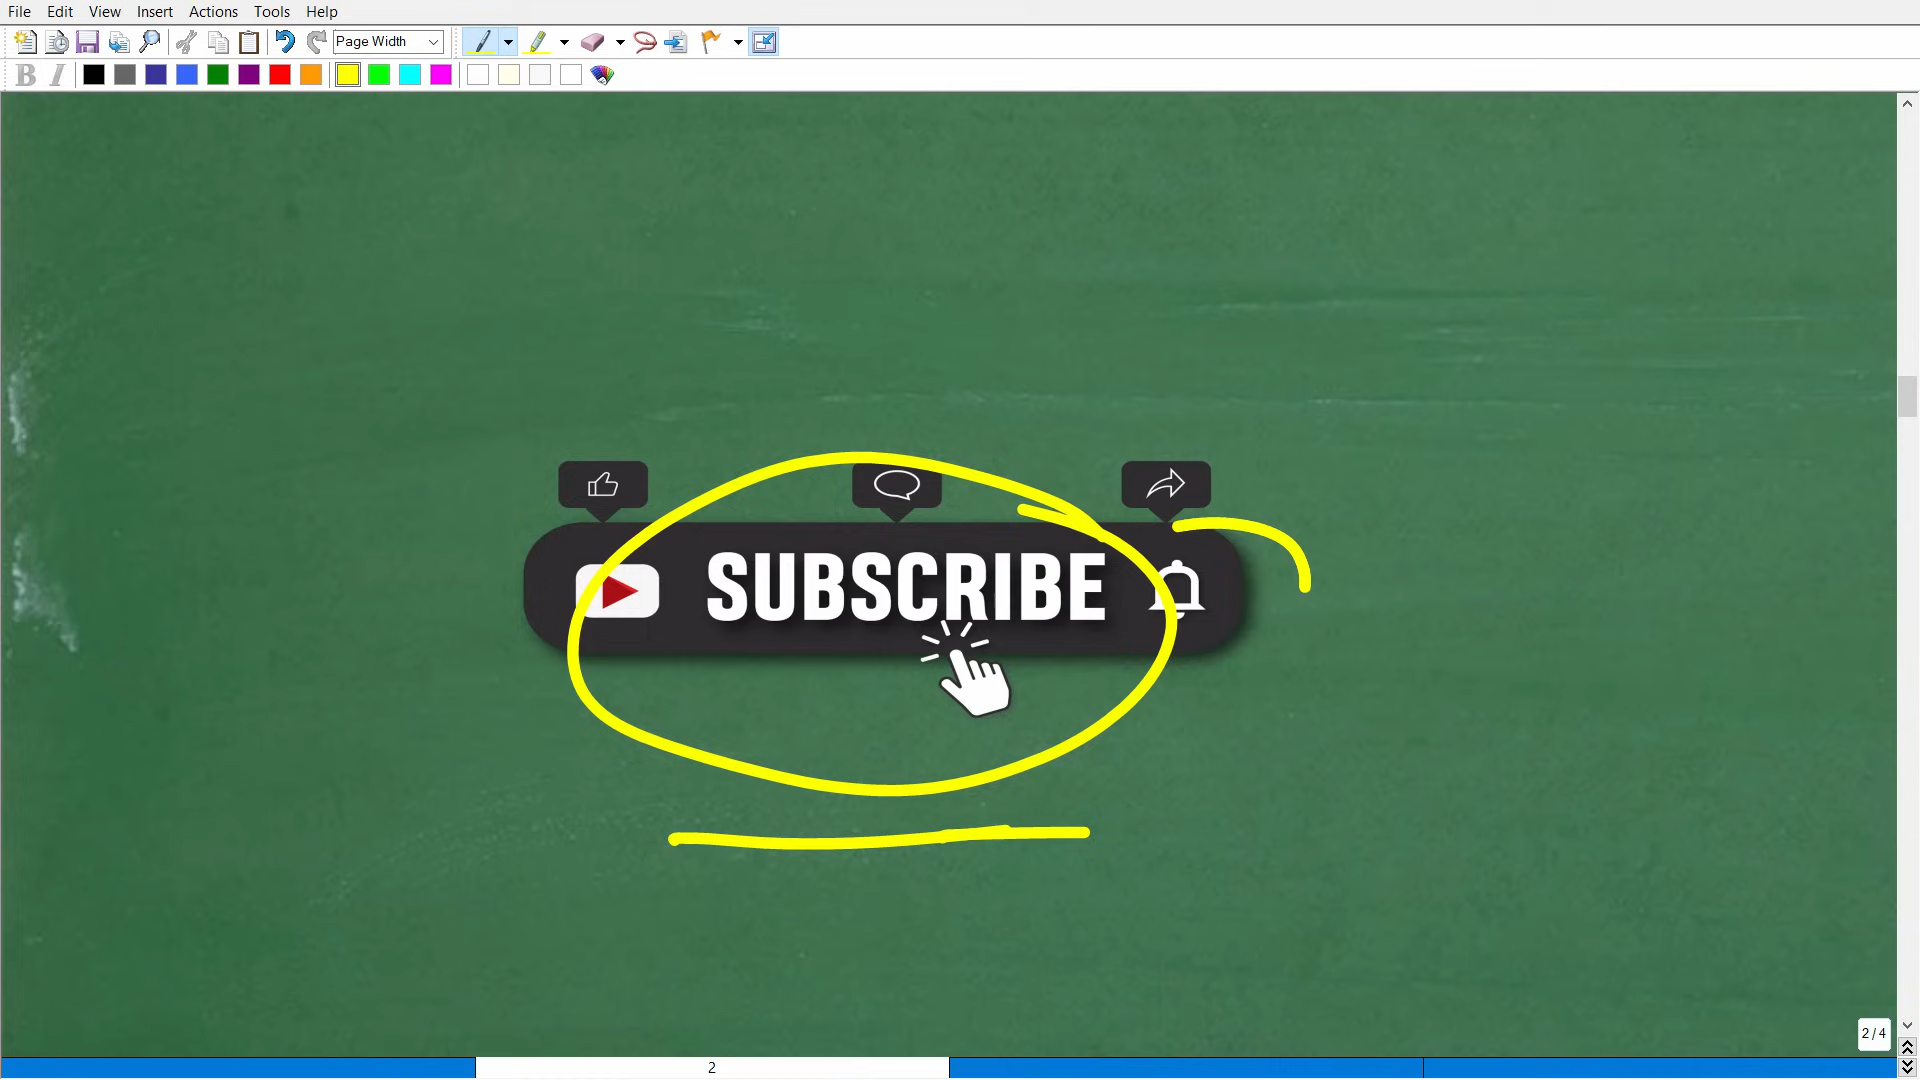 File Edit View Insert Actions Tools Help
Page Width
B I
SUBSCRIBE
2 / 4
2